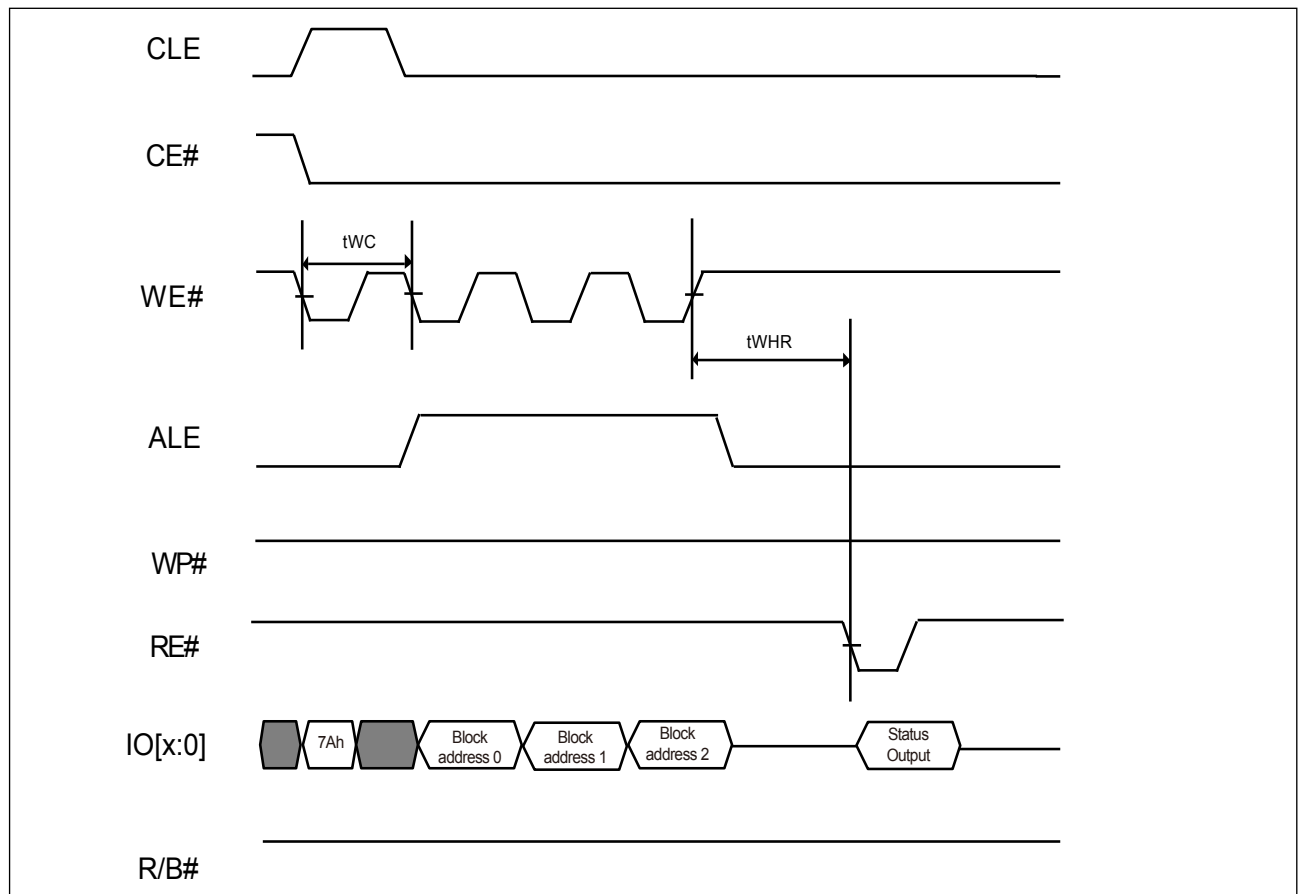 CLE
CE#
tWC
WE#
tWHR
ALE
WP#
RE#
IO[x:0]
7Ah
Block
address 0
Block
address 1
Block
address 2
Status
Output
R/B#